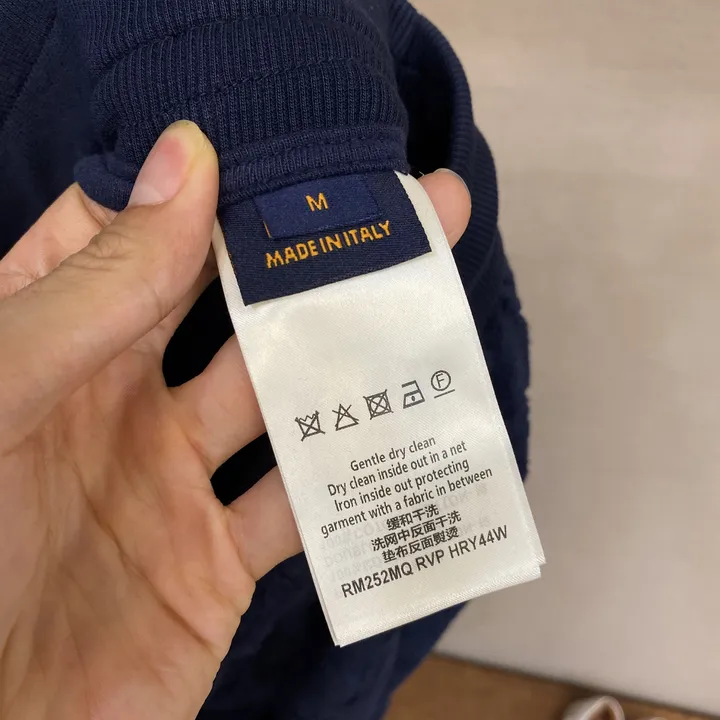 M
MADE IN ITALY
F
Gentle dry clean
Dry clean inside out in a net
Iron inside out protecting
garment with a fabric in between
缓和干洗
洗网中反面干洗
垫布反面熨烫
RM252MQ RVP HRY44W